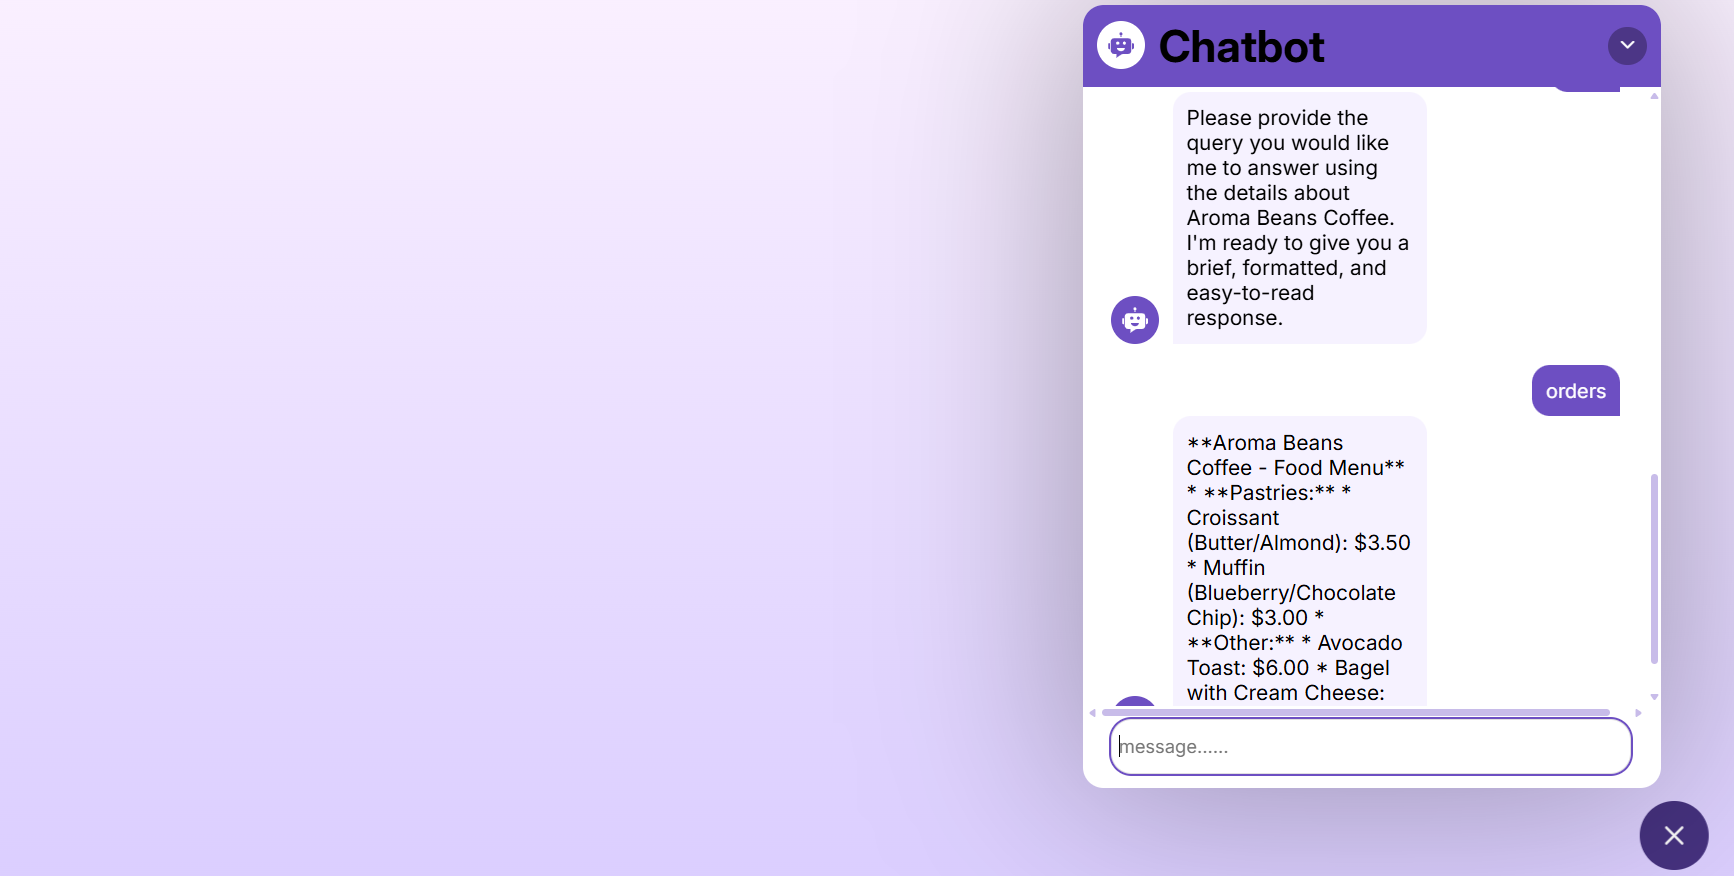 Chatbot
Please provide the
query you would like
me to answer using
the details about
Aroma Beans Coffee.
I'm ready to give you a
brief, formatted, and
easy-to-read
response.
orders
**Aroma Beans
Coffee - Food Menu**
* **Pastries:** *
Croissant
(Butter/Almond): $3.50
* Muffin
(Blueberry/Chocolate
Chip): $3.00 *
**Other:** * Avocado
Toast: $6.00 * Bagel
with Cream Cheese:
message......